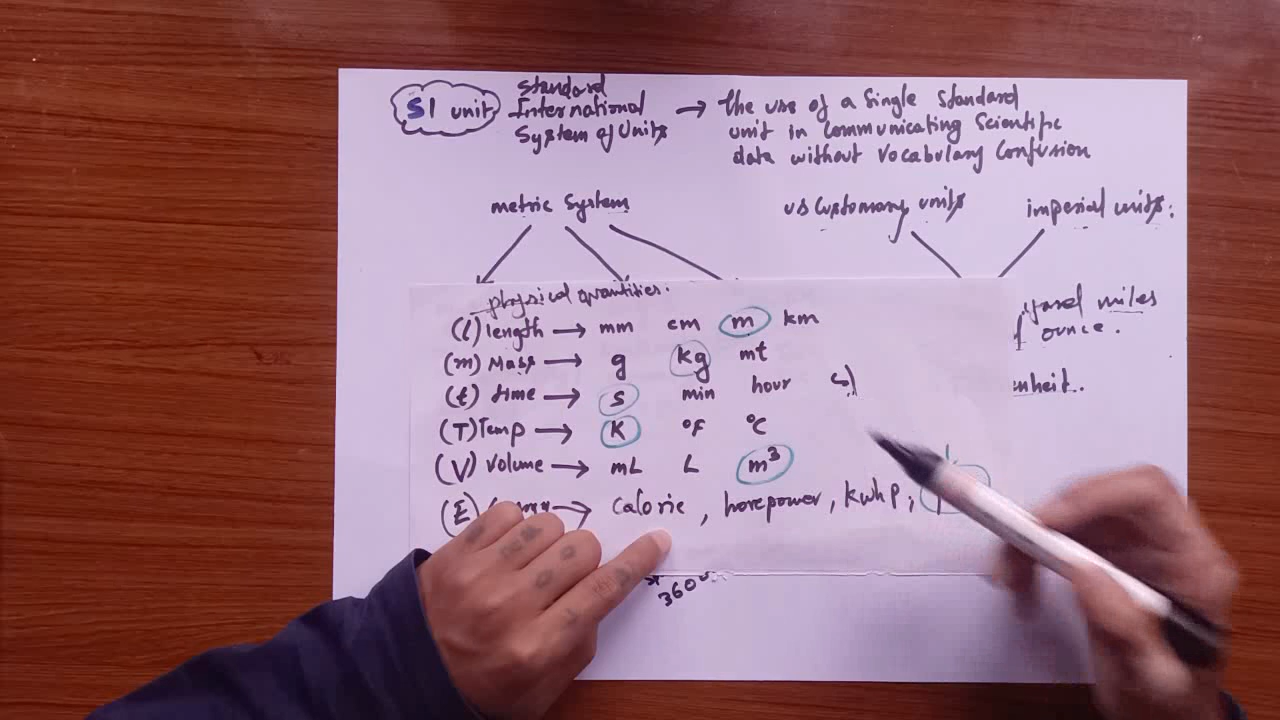 SI unit
Standard
International
System of Units
→ The use of a Single Standard
unit in communicating Scientific
data without vocabulary confusion
metric System
us customary units
imperial units:
physical quantities.
(l) length → mm cm m km
(m) Mass → g kg mt
(t) time → s min hour
(T) Temp → K °F °C
(V) Volume → mL L m³
(E) → calorie, horepower, kwhp,
yard miles
ounce.
360